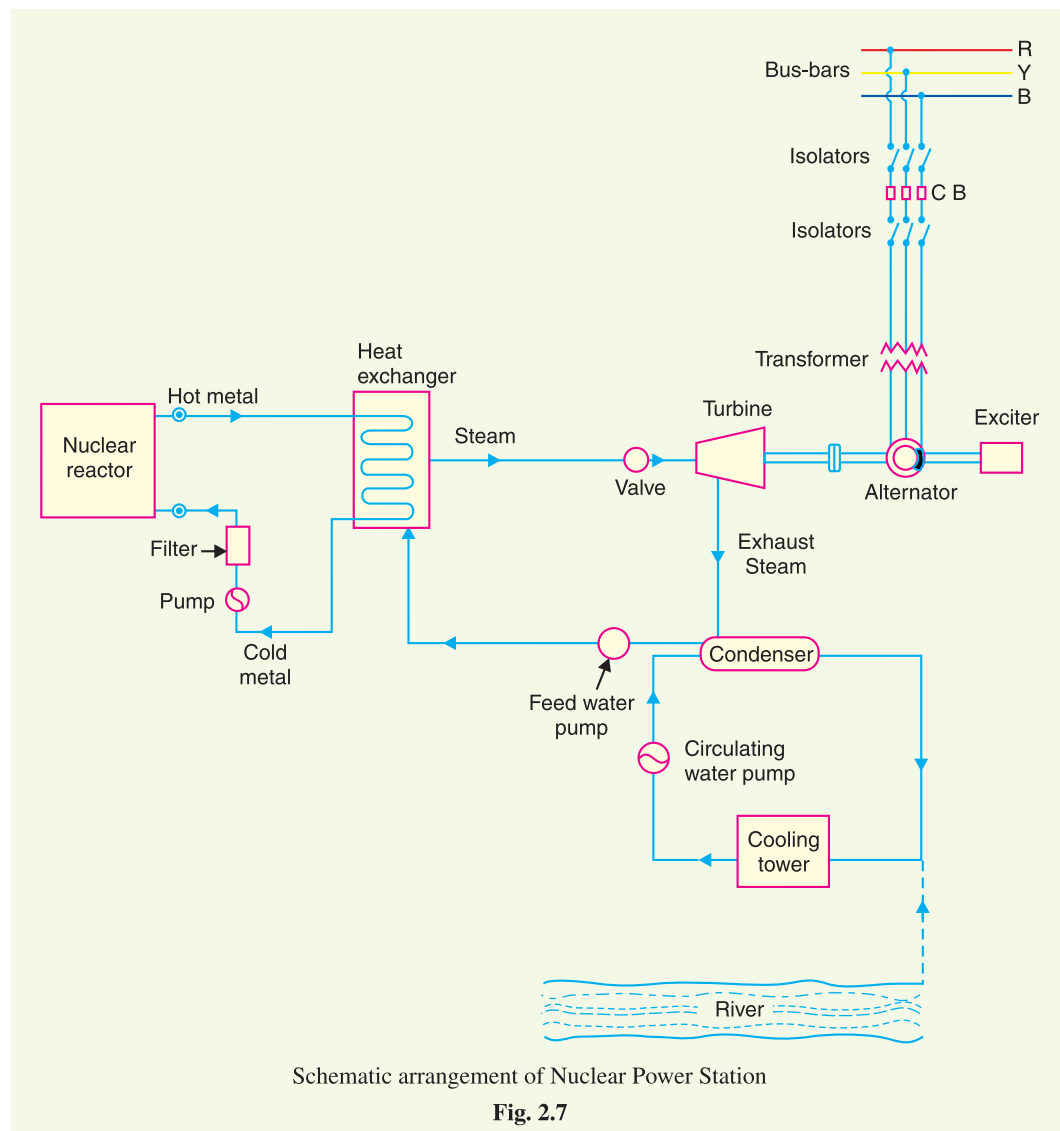 R
Bus-bars
Y
B
Isolators
C B
Isolators
Heat
exchanger
Transformer
Hot metal
Turbine
Exciter
Nuclear
reactor
Steam
Valve
Alternator
Filter
Exhaust
Steam
Pump
Cold
metal
Condenser
Feed water
pump
Circulating
water pump
Cooling
tower
River
Schematic arrangement of Nuclear Power Station
Fig. 2.7